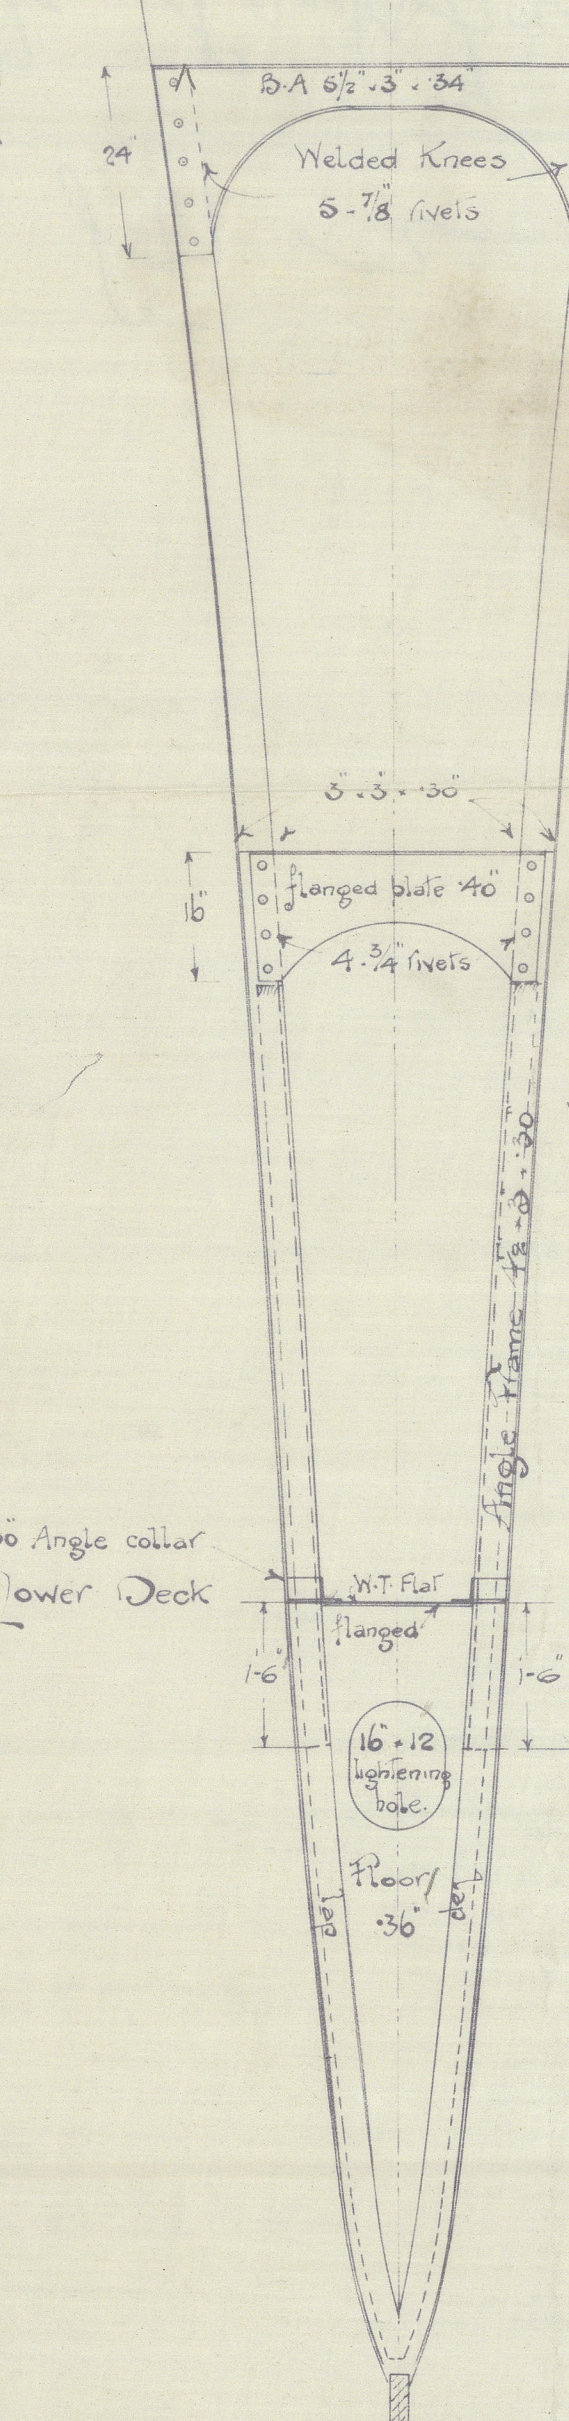 B.A 5½" × 3" × ·34"
24"
Welded Knees
5 - ⅞" rivets
3" × 3" × ·30"
flanged plate ·40"
16"
4 - ¾" rivets
Angle frame 4½ × 3 × ·30
Angle collar
lower Deck
W.T. Flat
flanged
1'-6"
1'-6"
16" × 12
lightening
hole.
Floor
·36"
lap
lap